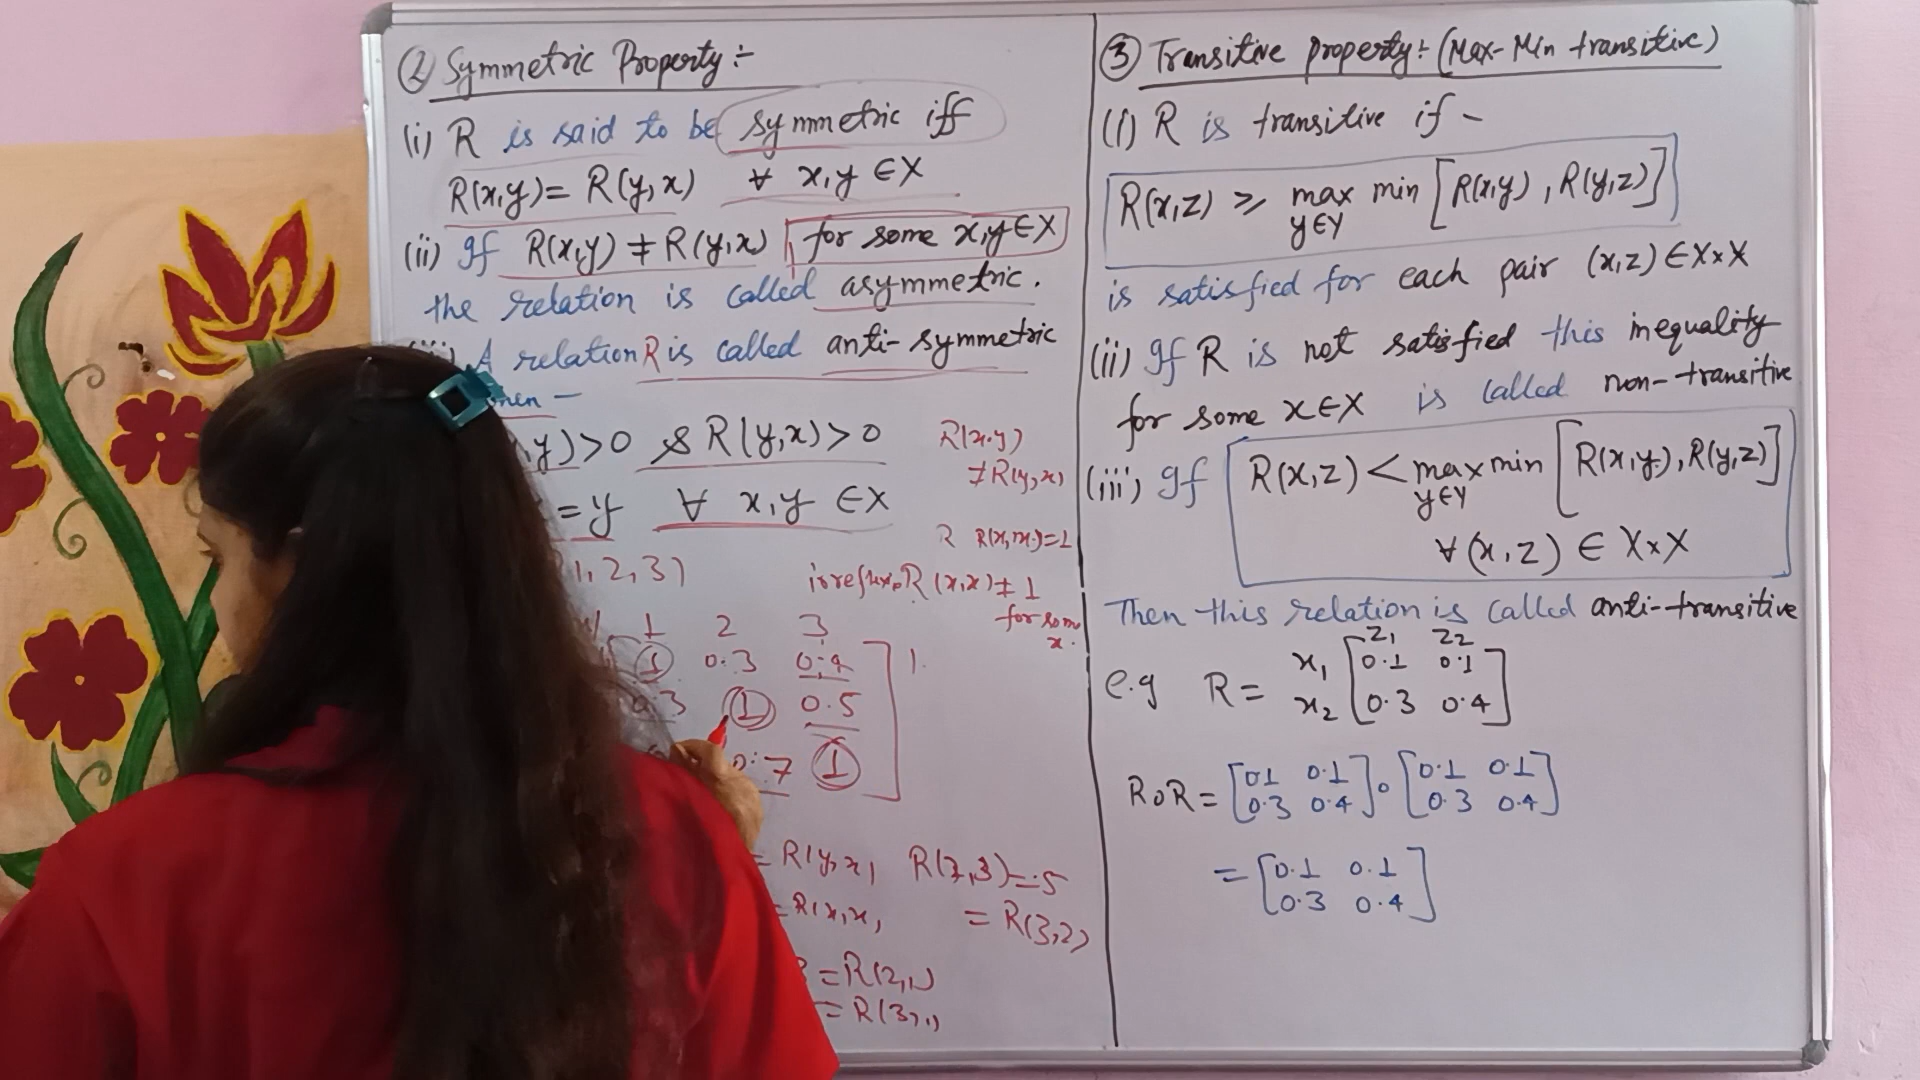 ② Symmetric Property :-
(i) R is said to be symmetric iff
R(x,y) = R(y,x) ∀ x,y ∈ X
(ii) If R(x,y) ≠ R(y,x) for some x,y ∈ X
the relation is called asymmetric.
A relation R is called anti-symmetric
y) > 0 & R(y,x) > 0
= y ∀ x,y ∈ X
R(x,y)
≠ R(y,x)
R R(x,x) = 1
R(x,x) ≠ 1
for some
x.
1, 2, 3)
1 2 3
1 0.3 0.4
0.3 1 0.5
0.7 1
1.
= R(y,x)
= R(x,x)
R(2,3) = .5
= R(3,2)
= R(2,1)
= R(3,1)
③ Transitive property :- (Max-Min transitive)
(i) R is transitive if -
R(x,z) ≥ max min [R(x,y), R(y,z)]
y∈Y
is satisfied for each pair (x,z) ∈ X×X
(ii) If R is not satisfied this inequality
for some x ∈ X is called non-transitive
(iii) If R(x,z) < max min [R(x,y), R(y,z)]
y∈Y
∀ (x,z) ∈ X×X
Then this relation is called anti-transitive
z₁ z₂
e.g R = x₁ [0.1 0.1
x₂ 0.3 0.4]
R∘R = [0.1 0.1 ∘ [0.1 0.1
0.3 0.4] 0.3 0.4]
= [0.1 0.1
0.3 0.4]